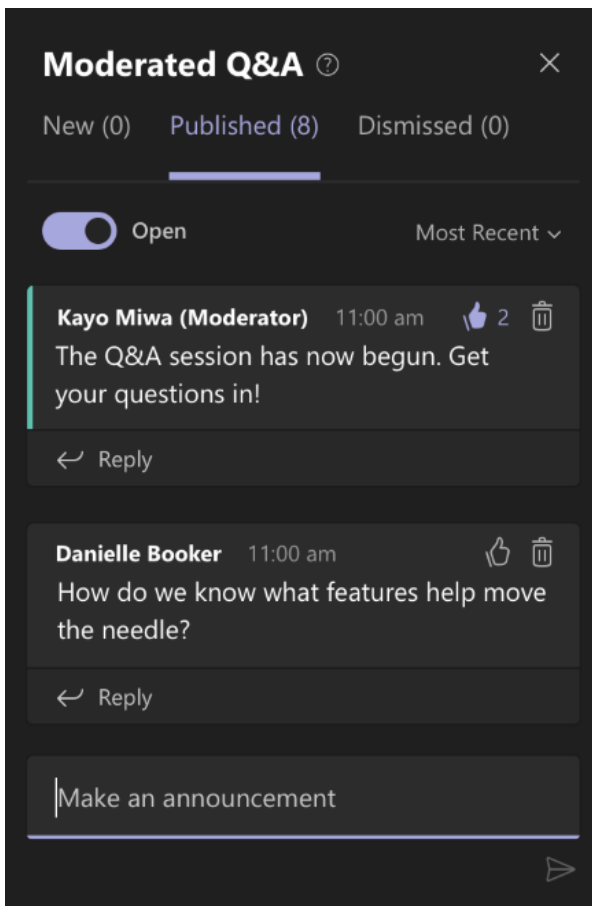 Moderated Q&A
New (0) Published (8) Dismissed (0)
Open Most Recent
Kayo Miwa (Moderator) 11:00 am 2
The Q&A session has now begun. Get
your questions in!
Reply
Danielle Booker 11:00 am
How do we know what features help move
the needle?
Reply
Make an announcement